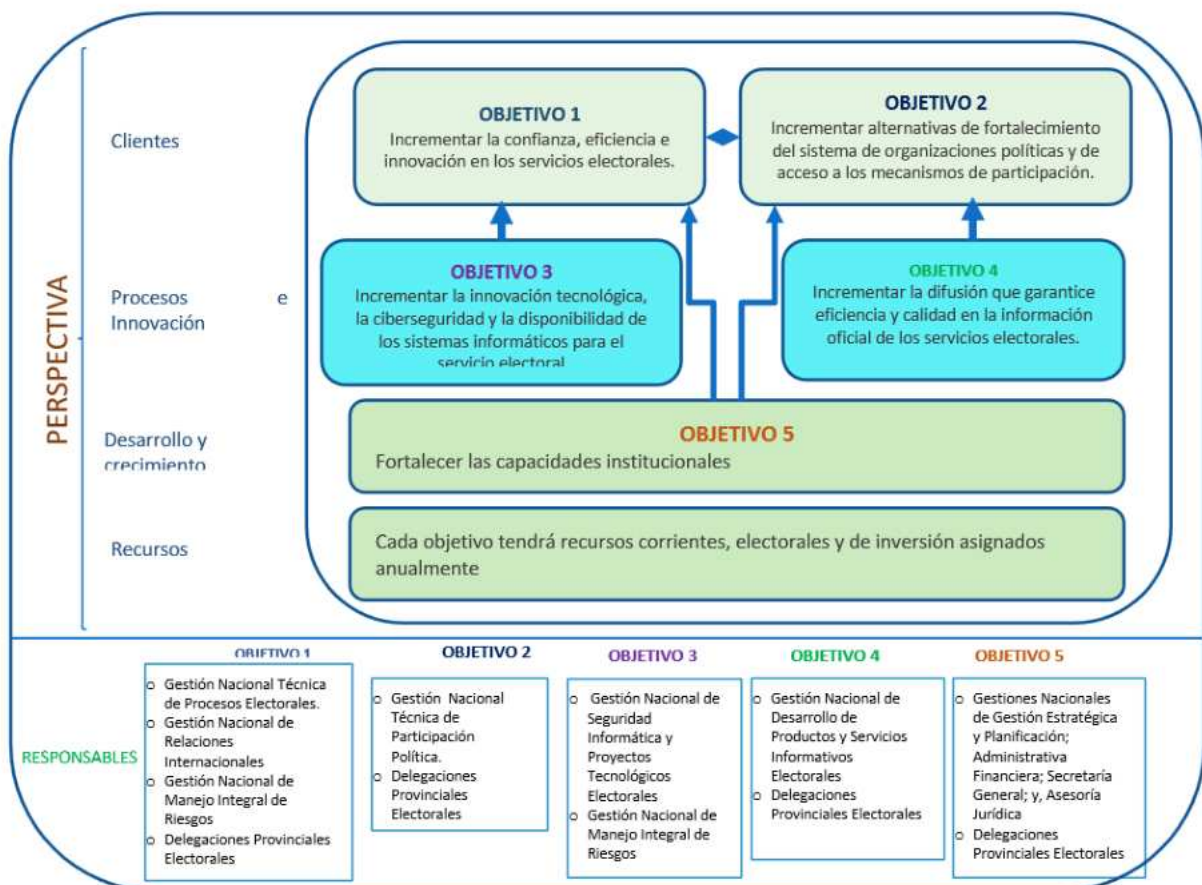 PERSPECTIVA
Clientes
OBJETIVO 1
Incrementar la confianza, eficiencia e
innovación en los servicios electorales.
OBJETIVO 2
Incrementar alternativas de fortalecimiento
del sistema de organizaciones políticas y de
acceso a los mecanismos de participación.
Procesos e
Innovación
OBJETIVO 3
Incrementar la innovación tecnológica,
la ciberseguridad y la disponibilidad de
los sistemas informáticos para el
servicio electoral
OBJETIVO 4
Incrementar la difusión que garantice
eficiencia y calidad en la información
oficial de los servicios electorales.
Desarrollo y
crecimiento
OBJETIVO 5
Fortalecer las capacidades institucionales
Recursos
Cada objetivo tendrá recursos corrientes, electorales y de inversión asignados
anualmente
RESPONSABLES
OBJETIVO 1
o Gestión Nacional Técnica
de Procesos Electorales.
o Gestión Nacional de
Relaciones
Internacionales
o Gestión Nacional de
Manejo Integral de
Riesgos
o Delegaciones Provinciales
Electorales
OBJETIVO 2
o Gestión Nacional
Técnica de
Participación
Política.
o Delegaciones
Provinciales
Electorales
OBJETIVO 3
o Gestión Nacional de
Seguridad
Informática y
Proyectos
Tecnológicos
Electorales
o Gestión Nacional de
Manejo Integral de
Riesgos
OBJETIVO 4
o Gestión Nacional de
Desarrollo de
Productos y Servicios
Informativos
Electorales
o Delegaciones
Provinciales Electorales
OBJETIVO 5
o Gestiones Nacionales
de Gestión Estratégica
y Planificación;
Administrativa
Financiera; Secretaría
General; y, Asesoría
Jurídica
o Delegaciones
Provinciales Electorales